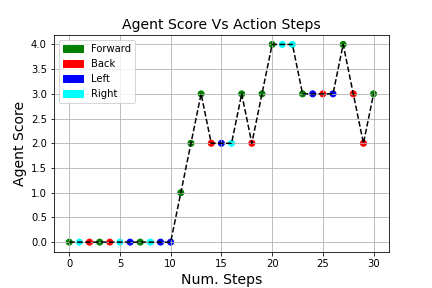 Agent Score Vs Action Steps
Forward
Back
Left
Right
4.0
3.5
3.0
2.5
2.0
1.5
1.0
0.5
0.0
Agent Score
0 5 10 15 20 25 30
Num. Steps